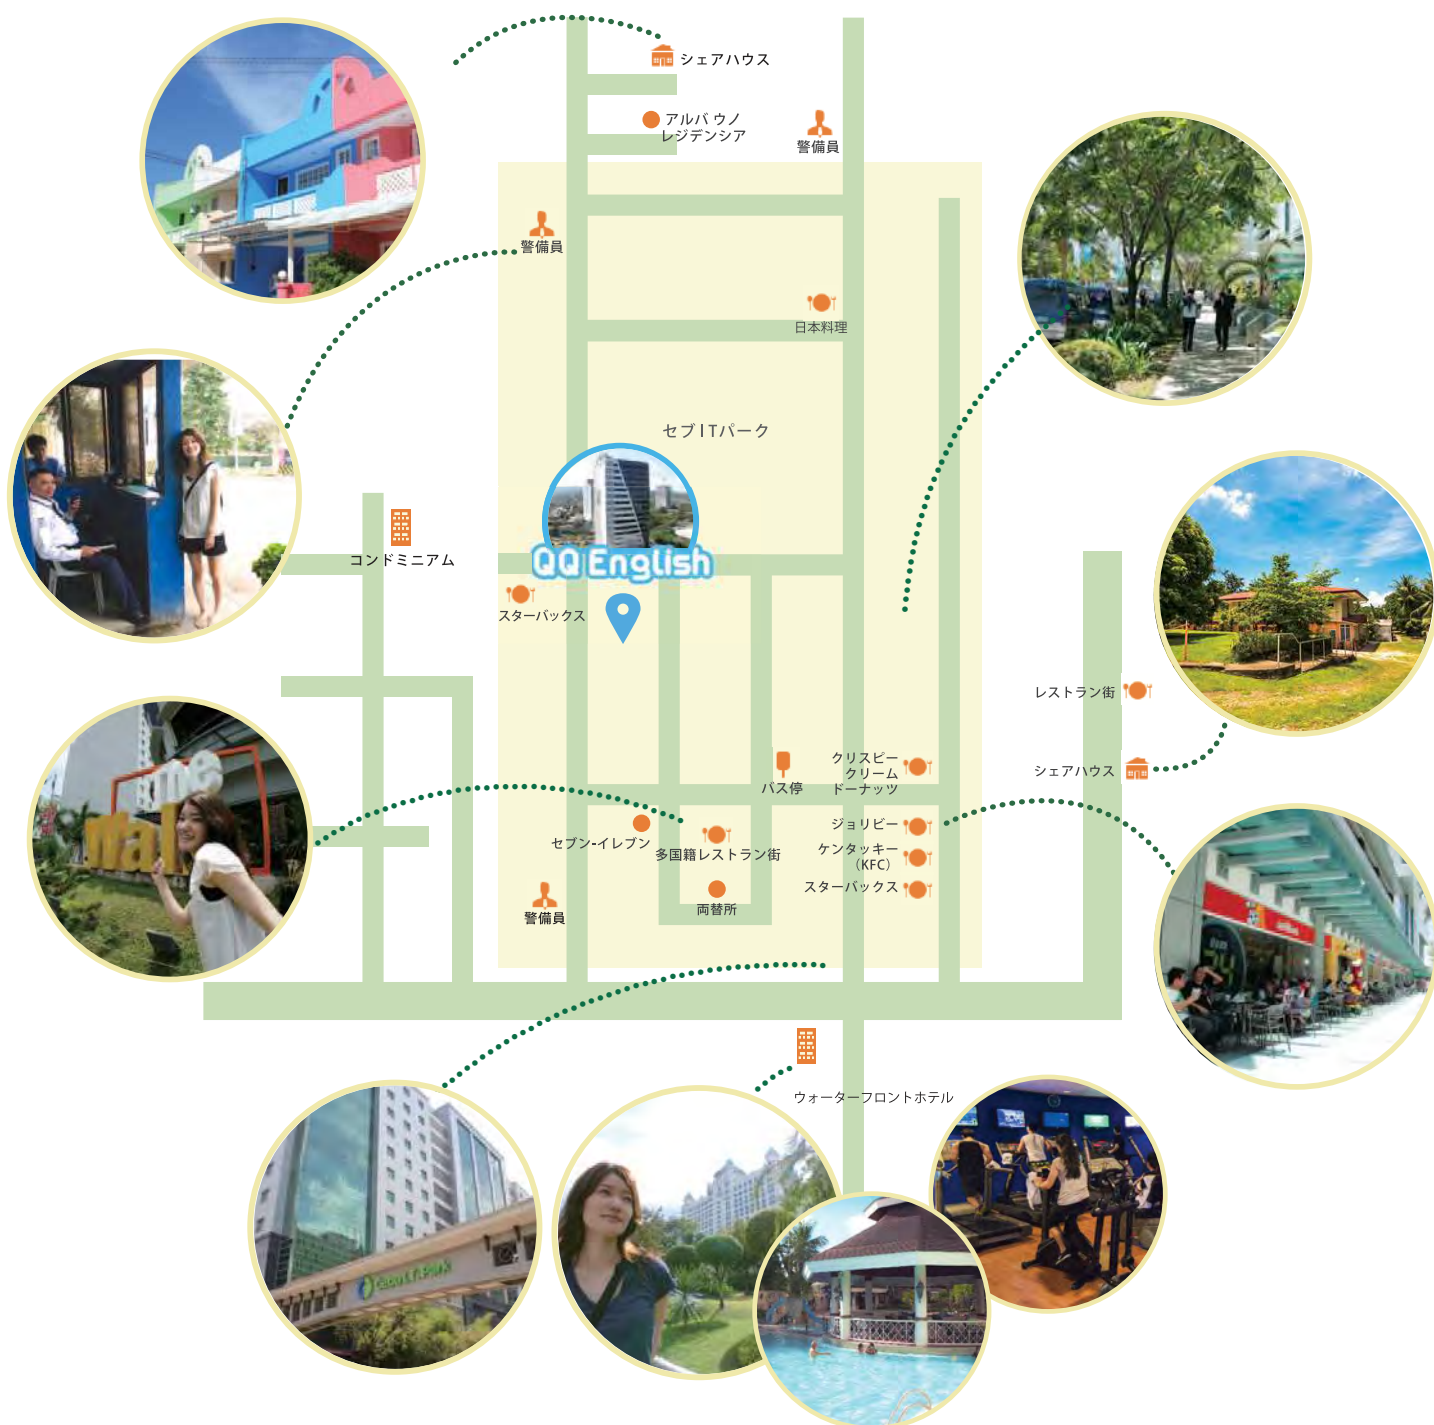 シェアハウス
アルバ ウノ
レジデンシア
警備員
警備員
日本料理
セブITパーク
QQ English
コンドミニアム
スターバックス
レストラン街
シェアハウス
クリスピー
クリーム
ドーナッツ
バス停
ジョリビー
セブン-イレブン
多国籍レストラン街
ケンタッキー
（KFC）
スターバックス
両替所
警備員
ウォーターフロントホテル
Cebu I.T. Park